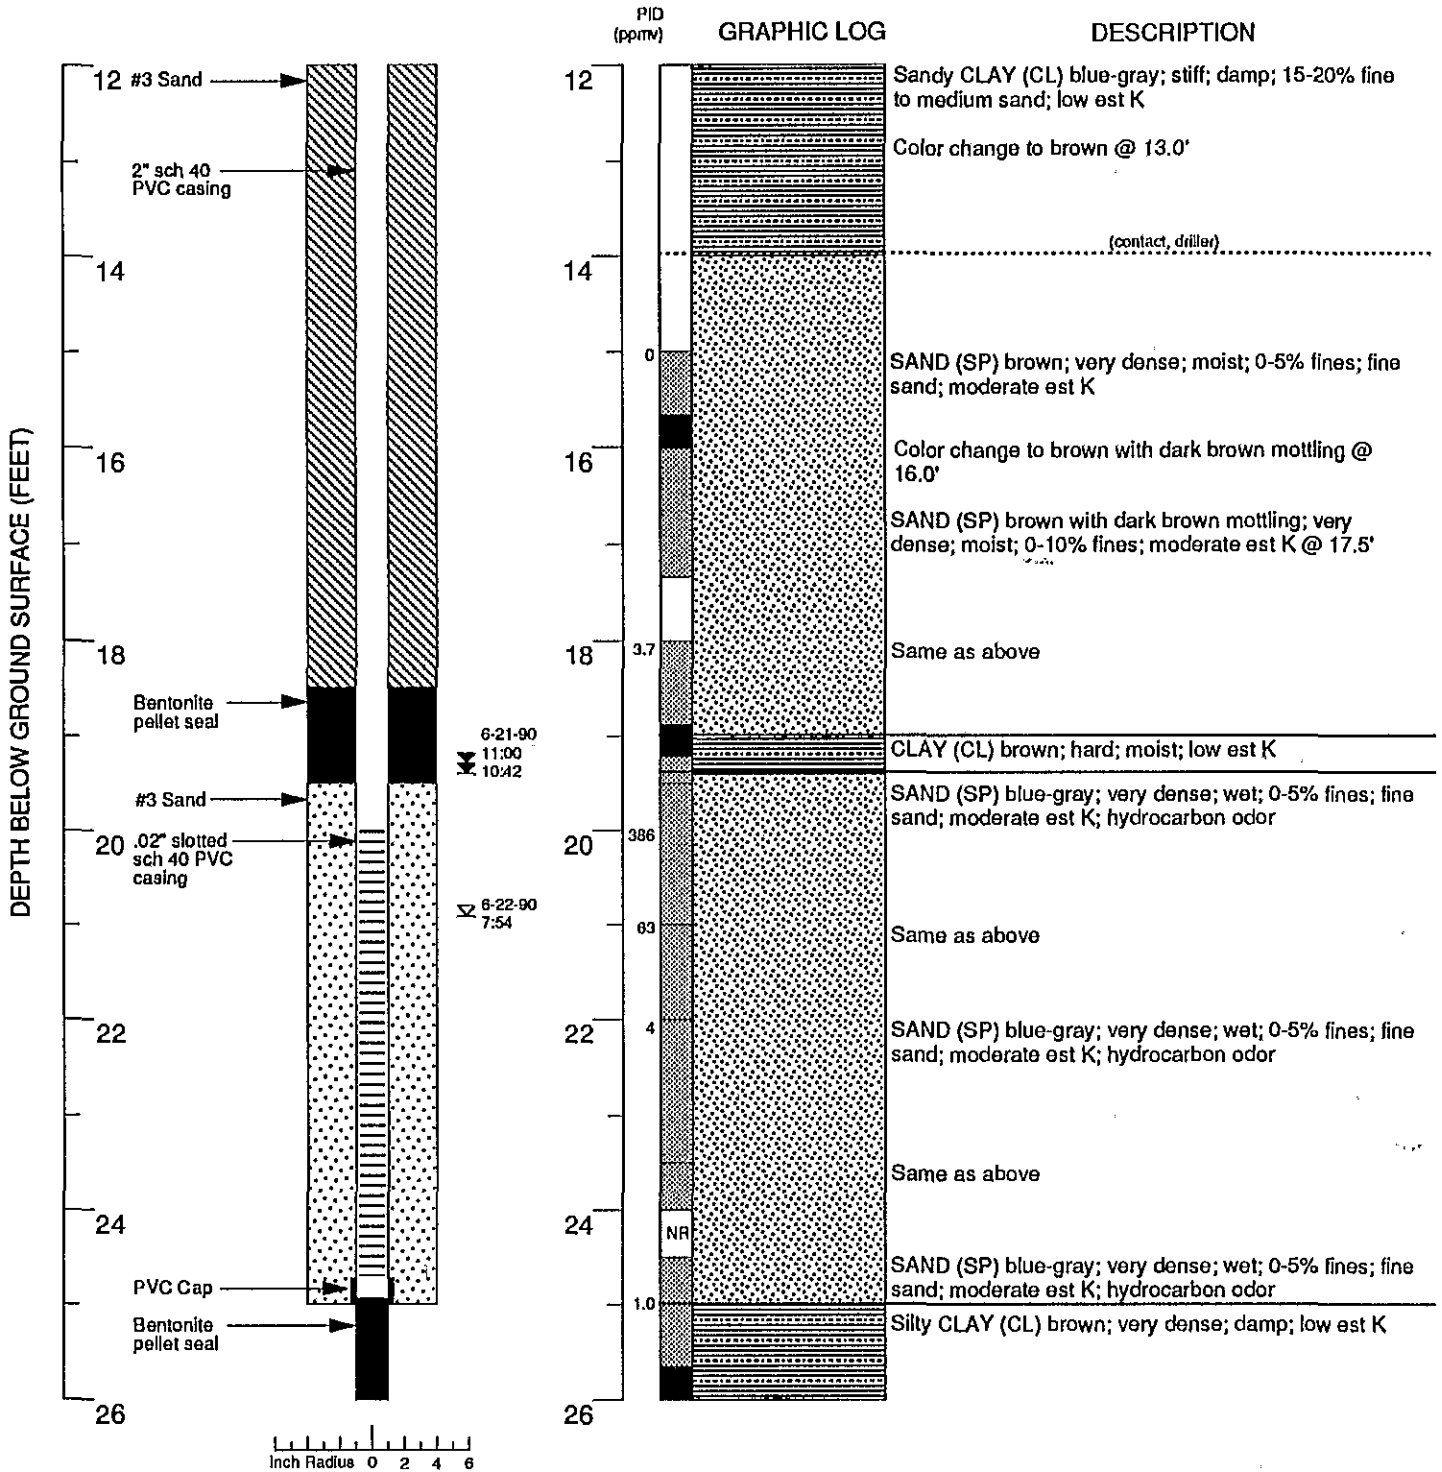 PID
(ppmv)
GRAPHIC LOG
DESCRIPTION
DEPTH BELOW GROUND SURFACE (FEET)
12
14
16
18
20
22
24
26
#3 Sand
2" sch 40
PVC casing
Bentonite
pellet seal
#3 Sand
.02" slotted
sch 40 PVC
casing
PVC Cap
Bentonite
pellet seal
6-21-90
11:00
10:42
6-22-90
7:54
Inch Radius 0 2 4 6
12
14
16
18
20
22
24
26
0
3.7
386
63
4
NR
1.0
Sandy CLAY (CL) blue-gray; stiff; damp; 15-20% fine
to medium sand; low est K
Color change to brown @ 13.0'
(contact, driller)
SAND (SP) brown; very dense; moist; 0-5% fines; fine
sand; moderate est K
Color change to brown with dark brown mottling @
16.0'
SAND (SP) brown with dark brown mottling; very
dense; moist; 0-10% fines; moderate est K @ 17.5'
Same as above
CLAY (CL) brown; hard; moist; low est K
SAND (SP) blue-gray; very dense; wet; 0-5% fines; fine
sand; moderate est K; hydrocarbon odor
Same as above
SAND (SP) blue-gray; very dense; wet; 0-5% fines; fine
sand; moderate est K; hydrocarbon odor
Same as above
SAND (SP) blue-gray; very dense; wet; 0-5% fines; fine
sand; moderate est K; hydrocarbon odor
Silty CLAY (CL) brown; very dense; damp; low est K